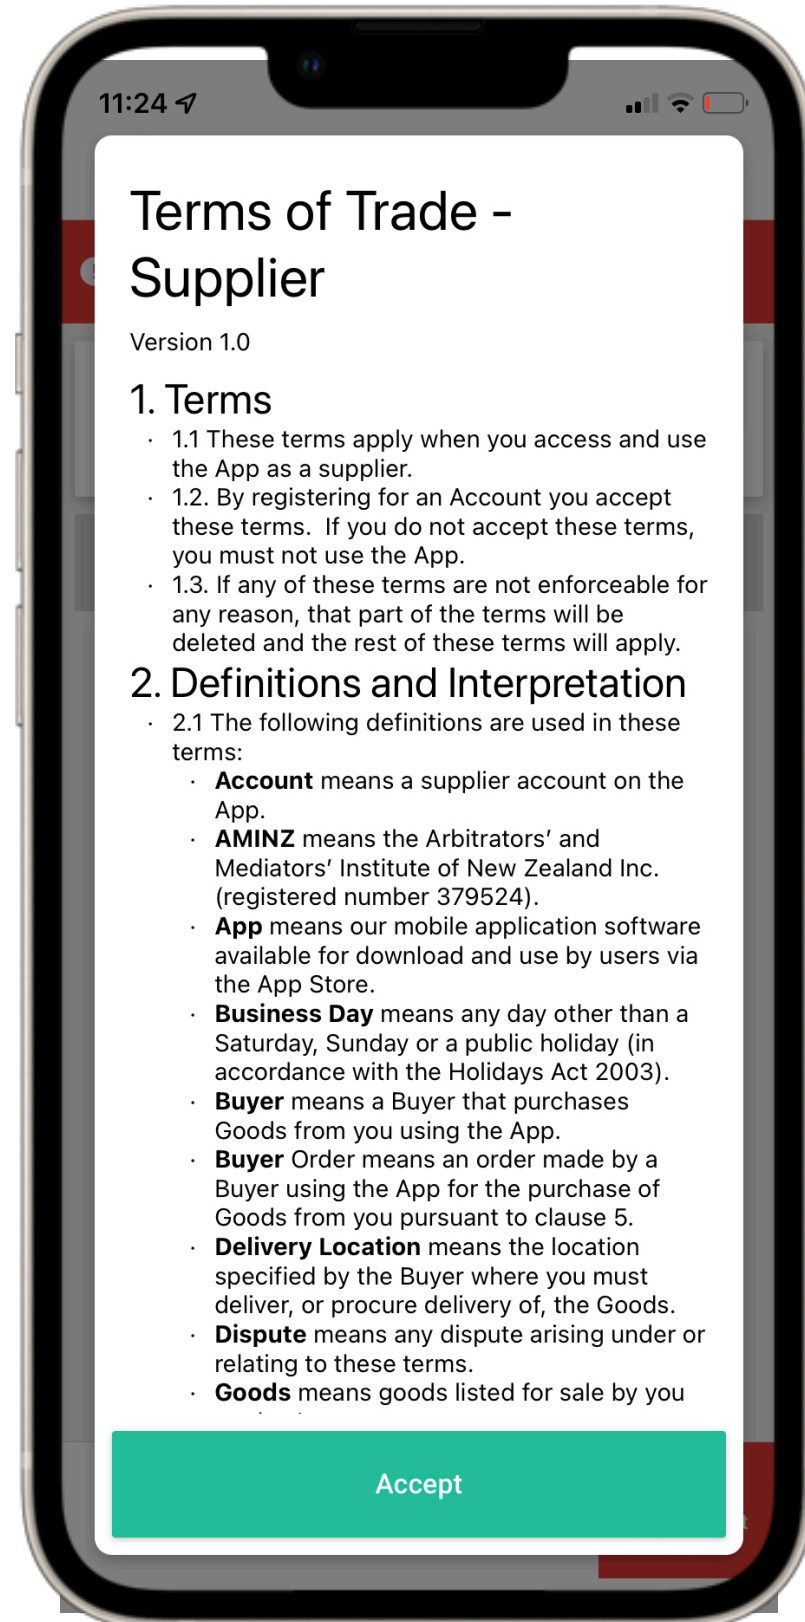 11:24
Terms of Trade -
Supplier
Version 1.0
1. Terms
· 1.1 These terms apply when you access and use
the App as a supplier.
· 1.2. By registering for an Account you accept
these terms.  If you do not accept these terms,
you must not use the App.
· 1.3. If any of these terms are not enforceable for
any reason, that part of the terms will be
deleted and the rest of these terms will apply.
2. Definitions and Interpretation
· 2.1 The following definitions are used in these
terms:
· Account means a supplier account on the
App.
· AMINZ means the Arbitrators’ and
Mediators’ Institute of New Zealand Inc.
(registered number 379524).
· App means our mobile application software
available for download and use by users via
the App Store.
· Business Day means any day other than a
Saturday, Sunday or a public holiday (in
accordance with the Holidays Act 2003).
· Buyer means a Buyer that purchases
Goods from you using the App.
· Buyer Order means an order made by a
Buyer using the App for the purchase of
Goods from you pursuant to clause 5.
· Delivery Location means the location
specified by the Buyer where you must
deliver, or procure delivery of, the Goods.
· Dispute means any dispute arising under or
relating to these terms.
· Goods means goods listed for sale by you
Accept